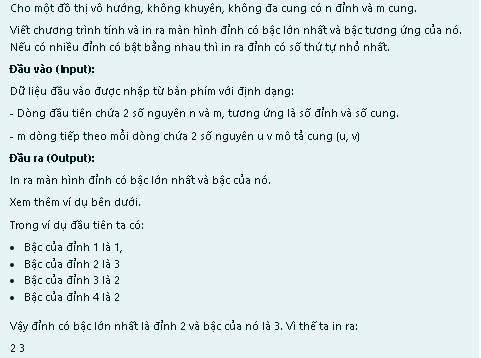 Cho một đồ thị vô hướng, không khuyên, không đa cung có n đỉnh và m cung.
Viết chương trình tính và in ra màn hình đỉnh có bậc lớn nhất và bậc tương ứng của nó.
Nếu có nhiều đỉnh có bật bằng nhau thì in ra đỉnh có số thứ tự nhỏ nhất.
Đầu vào (Input):
Dữ liệu đầu vào được nhập từ bàn phím với định dạng:
- Dòng đầu tiên chứa 2 số nguyên n và m, tương ứng là số đỉnh và số cung.
- m dòng tiếp theo mỗi dòng chứa 2 số nguyên u v mô tả cung (u, v)
Đầu ra (Output):
In ra màn hình đỉnh có bậc lớn nhất và bậc của nó.
Xem thêm ví dụ bên dưới.
Trong ví dụ đầu tiên ta có:
• Bậc của đỉnh 1 là 1,
• Bậc của đỉnh 2 là 3
• Bậc của đỉnh 3 là 2
• Bậc của đỉnh 4 là 2
Vậy đỉnh có bậc lớn nhất là đỉnh 2 và bậc của nó là 3. Vì thế ta in ra:
2 3